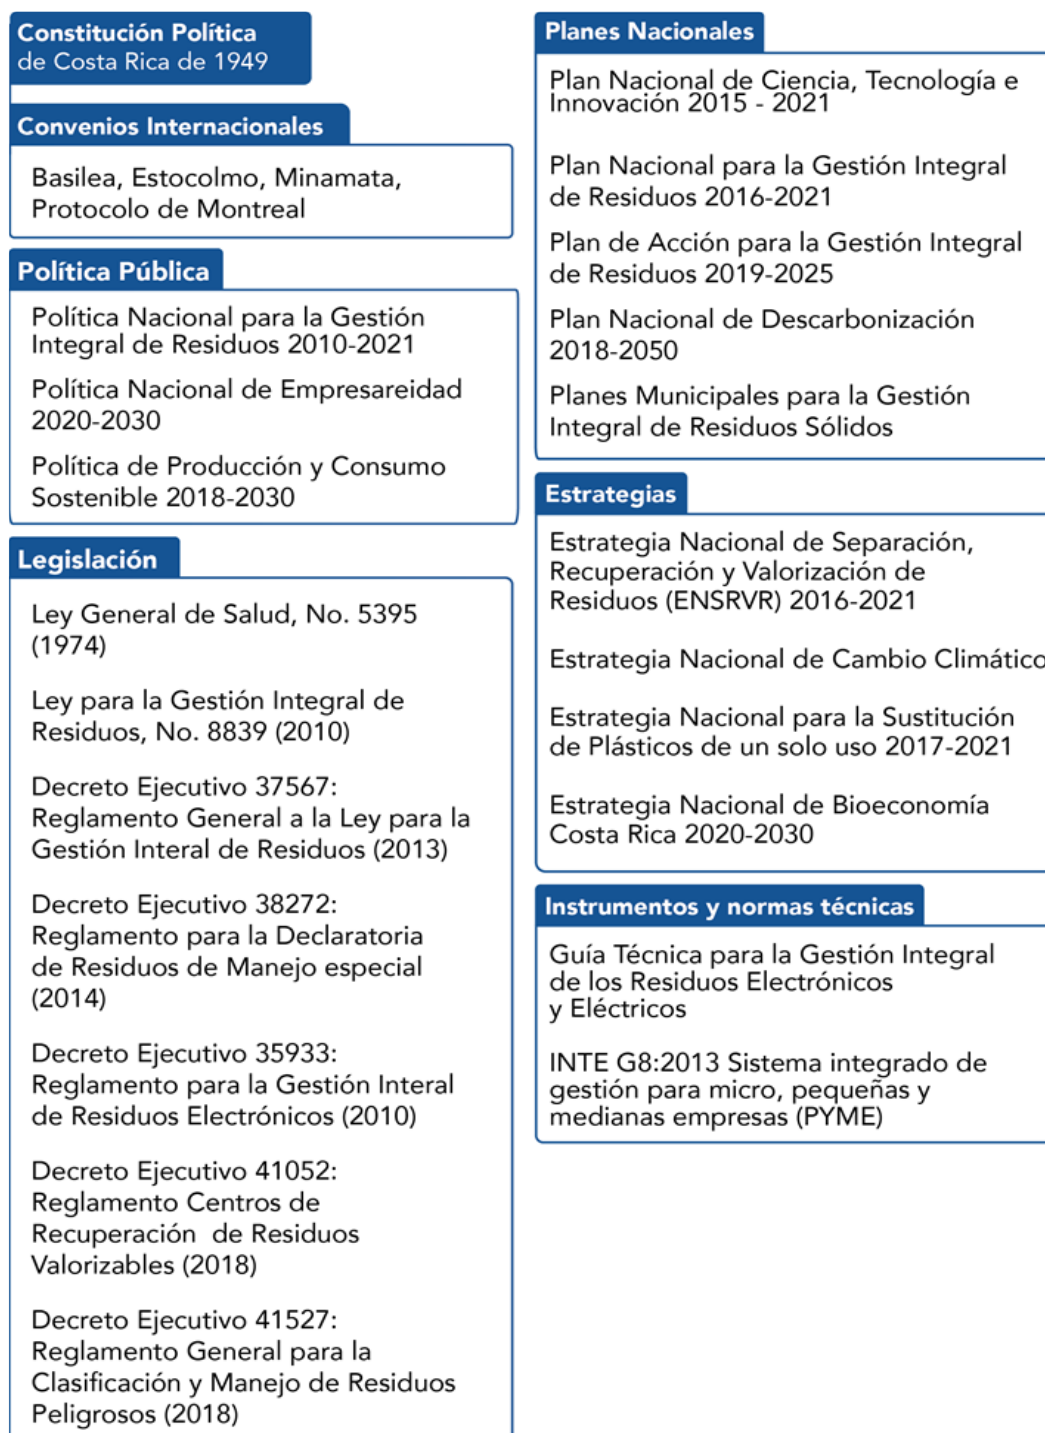 Constitución Política
de Costa Rica de 1949
Convenios Internacionales
Basilea, Estocolmo, Minamata,
Protocolo de Montreal
Política Pública
Política Nacional para la Gestión
Integral de Residuos 2010-2021
Política Nacional de Empresareidad
2020-2030
Política de Producción y Consumo
Sostenible 2018-2030
Legislación
Ley General de Salud, No. 5395
(1974)
Ley para la Gestión Integral de
Residuos, No. 8839 (2010)
Decreto Ejecutivo 37567:
Reglamento General a la Ley para la
Gestión Interal de Residuos (2013)
Decreto Ejecutivo 38272:
Reglamento para la Declaratoria
de Residuos de Manejo especial
(2014)
Decreto Ejecutivo 35933:
Reglamento para la Gestión Interal
de Residuos Electrónicos (2010)
Decreto Ejecutivo 41052:
Reglamento Centros de
Recuperación de Residuos
Valorizables (2018)
Decreto Ejecutivo 41527:
Reglamento General para la
Clasificación y Manejo de Residuos
Peligrosos (2018)
Planes Nacionales
Plan Nacional de Ciencia, Tecnología e
Innovación 2015 - 2021
Plan Nacional para la Gestión Integral
de Residuos 2016-2021
Plan de Acción para la Gestión Integral
de Residuos 2019-2025
Plan Nacional de Descarbonización
2018-2050
Planes Municipales para la Gestión
Integral de Residuos Sólidos
Estrategias
Estrategia Nacional de Separación,
Recuperación y Valorización de
Residuos (ENSRVR) 2016-2021
Estrategia Nacional de Cambio Climático
Estrategia Nacional para la Sustitución
de Plásticos de un solo uso 2017-2021
Estrategia Nacional de Bioeconomía
Costa Rica 2020-2030
Instrumentos y normas técnicas
Guía Técnica para la Gestión Integral
de los Residuos Electrónicos
y Eléctricos
INTE G8:2013 Sistema integrado de
gestión para micro, pequeñas y
medianas empresas (PYME)